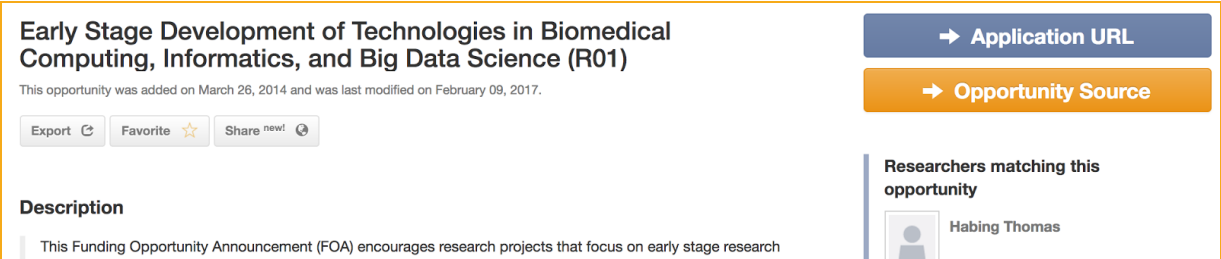 Early Stage Development of Technologies in Biomedical
Computing, Informatics, and Big Data Science (R01)
This opportunity was added on March 26, 2014 and was last modified on February 09, 2017.
Export
Favorite
Share new!
Description
This Funding Opportunity Announcement (FOA) encourages research projects that focus on early stage research
Application URL
Opportunity Source
Researchers matching this
opportunity
Habing Thomas